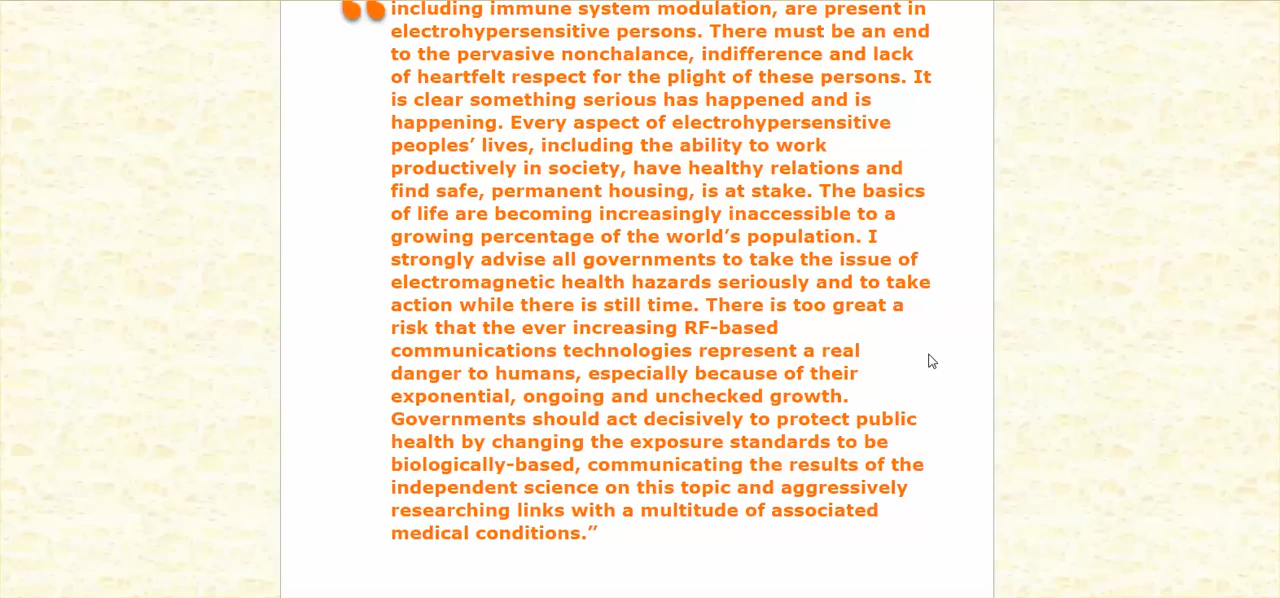 including immune system modulation, are present in
electrohypersensitive persons. There must be an end
to the pervasive nonchalance, indifference and lack
of heartfelt respect for the plight of these persons. It
is clear something serious has happened and is
happening. Every aspect of electrohypersensitive
peoples’ lives, including the ability to work
productively in society, have healthy relations and
find safe, permanent housing, is at stake. The basics
of life are becoming increasingly inaccessible to a
growing percentage of the world’s population. I
strongly advise all governments to take the issue of
electromagnetic health hazards seriously and to take
action while there is still time. There is too great a
risk that the ever increasing RF-based
communications technologies represent a real
danger to humans, especially because of their
exponential, ongoing and unchecked growth.
Governments should act decisively to protect public
health by changing the exposure standards to be
biologically-based, communicating the results of the
independent science on this topic and aggressively
researching links with a multitude of associated
medical conditions.”